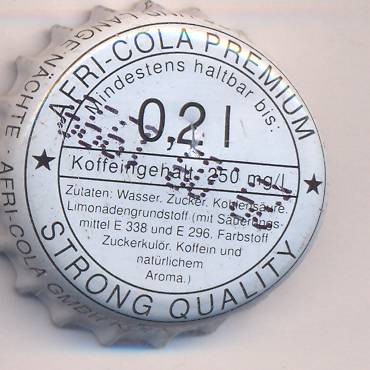 AFRI-COLA PREMIUM
Mindestens haltbar bis:
0,2 l
Koffeingehalt: 250 mg/l
Zutaten: Wasser. Zucker. Kohlensäure.
Limonadengrundstoff (mit Säuerungs-
mittel E 338 und E 296. Farbstoff
Zuckerkulör. Koffein und
natürlichem
Aroma.)
STRONG QUALITY
LANGE NÄCHTE · AFRI-COLA GMBH